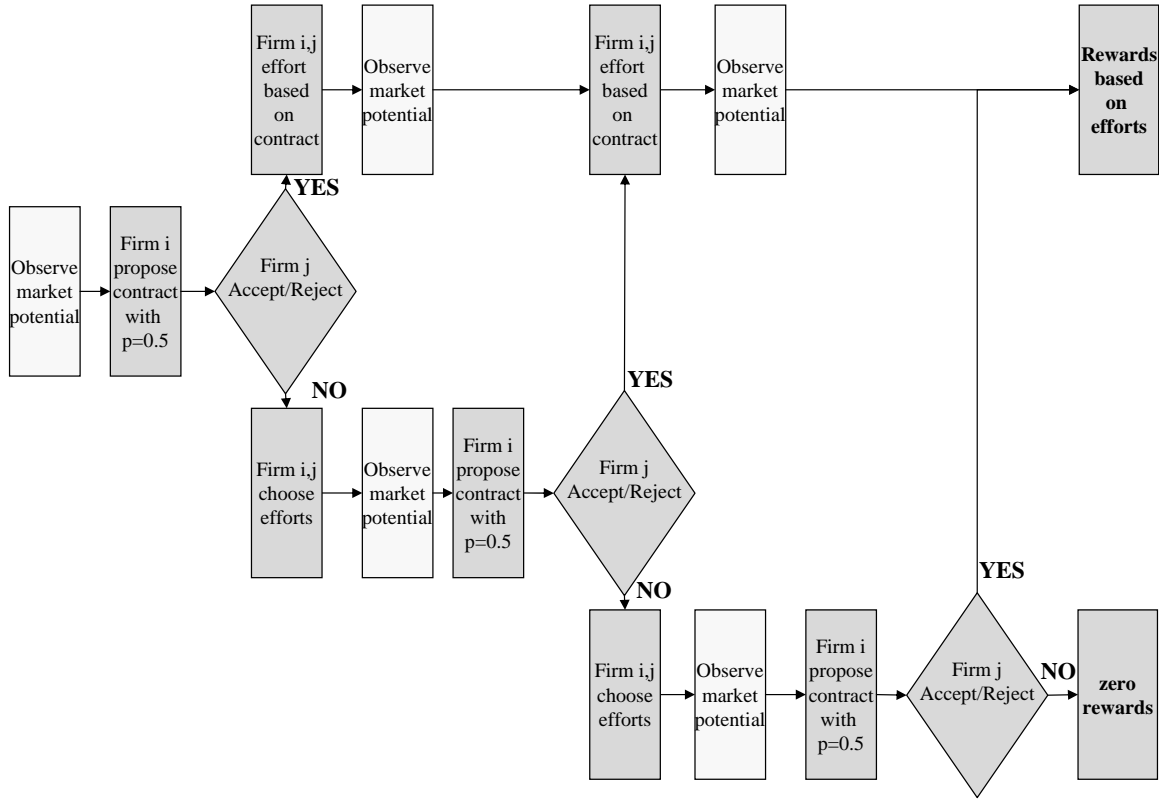 Firm i,j
effort
based
on
contract
Observe
market
potential
Firm i,j
effort
based
on
contract
Observe
market
potential
Rewards
based
on
efforts
YES
Observe
market
potential
Firm i
propose
contract
with
p=0.5
Firm j
Accept/Reject
NO
YES
Firm i,j
choose
efforts
Observe
market
potential
Firm i
propose
contract
with
p=0.5
Firm j
Accept/Reject
NO
YES
Firm i,j
choose
efforts
Observe
market
potential
Firm i
propose
contract
with
p=0.5
Firm j
Accept/Reject
NO
zero
rewards